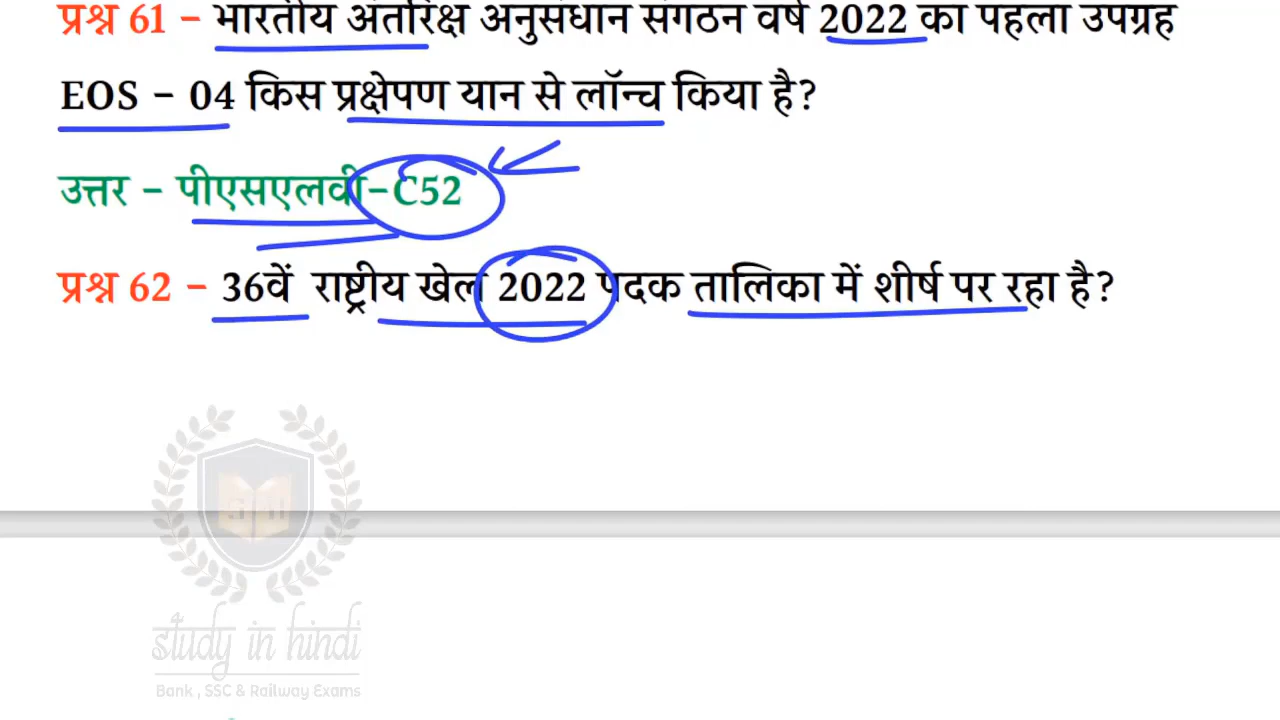 प्रश्न 61 – भारतीय अंतरिक्ष अनुसंधान संगठन वर्ष 2022 का पहला उपग्रह
EOS – 04 किस प्रक्षेपण यान से लॉन्च किया है?
उत्तर – पीएसएलवी–C52
प्रश्न 62 – 36वें राष्ट्रीय खेल 2022 पदक तालिका में शीर्ष पर रहा है?
study in hindi
Bank , SSC & Railway Exams